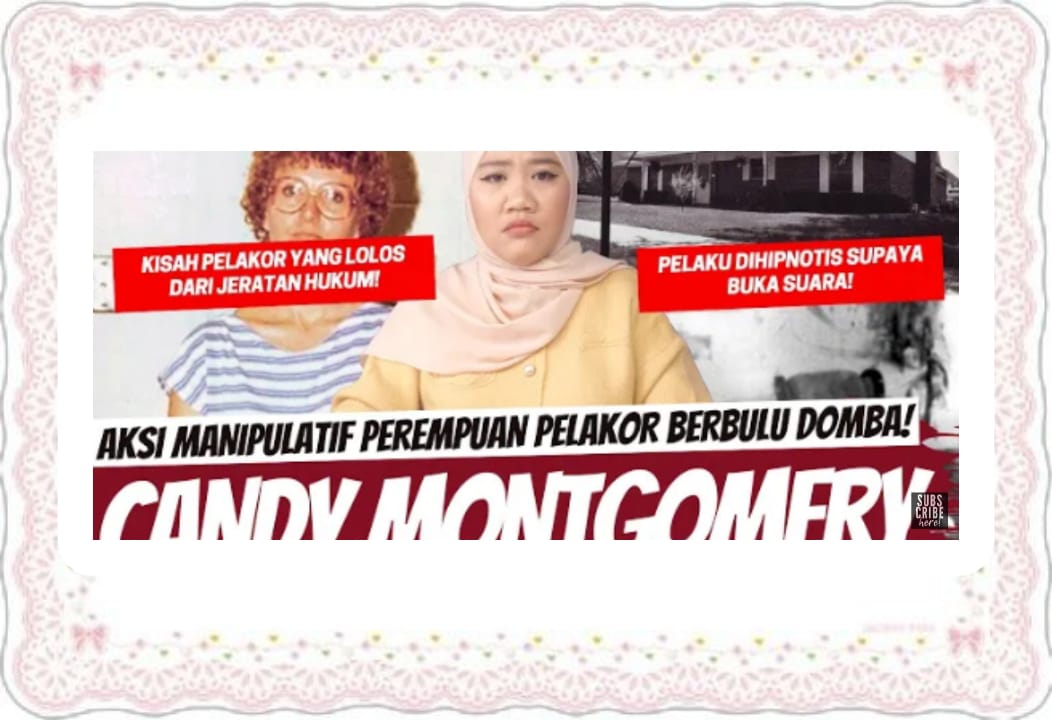 KISAH PELAKOR YANG LOLOS
DARI JERATAN HUKUM!
PELAKU DIHIPNOTIS SUPAYA
BUKA SUARA!
AKSI MANIPULATIF PEREMPUAN PELAKOR BERBULU DOMBA!
CANDY MONTGOMERY
SUBS
CRIBE
here!